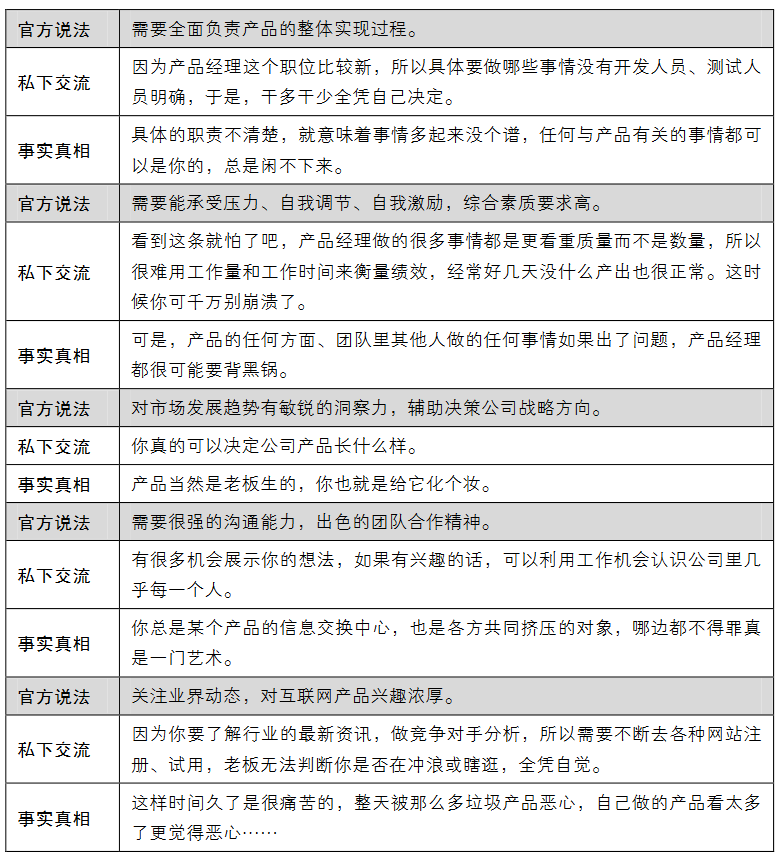 官方说法
需要全面负责产品的整体实现过程。
私下交流
因为产品经理这个职位比较新，所以具体要做哪些事情没有开发人员、测试人
员明确，于是，干多干少全凭自己决定。
事实真相
具体的职责不清楚，就意味着事情多起来没个谱，任何与产品有关的事情都可
以是你的，总是闲不下来。
官方说法
需要能承受压力、自我调节、自我激励，综合素质要求高。
私下交流
看到这条就怕了吧，产品经理做的很多事情都是更看重质量而不是数量，所以
很难用工作量和工作时间来衡量绩效，经常好几天没什么产出也很正常。这时
候你可千万别崩溃了。
事实真相
可是，产品的任何方面、团队里其他人做的任何事情如果出了问题，产品经理
都很可能要背黑锅。
官方说法
对市场发展趋势有敏锐的洞察力，辅助决策公司战略方向。
私下交流
你真的可以决定公司产品长什么样。
事实真相
产品当然是老板生的，你也就是给它化个妆。
官方说法
需要很强的沟通能力，出色的团队合作精神。
私下交流
有很多机会展示你的想法，如果有兴趣的话，可以利用工作机会认识公司里几
乎每一个人。
事实真相
你总是某个产品的信息交换中心，也是各方共同挤压的对象，哪边都不得罪真
是一门艺术。
官方说法
关注业界动态，对互联网产品兴趣浓厚。
私下交流
因为你要了解行业的最新资讯，做竞争对手分析，所以需要不断去各种网站注
册、试用，老板无法判断你是否在冲浪或瞎逛，全凭自觉。
事实真相
这样时间久了是很痛苦的，整天被那么多垃圾产品恶心，自己做的产品看太多
了更觉得恶心……